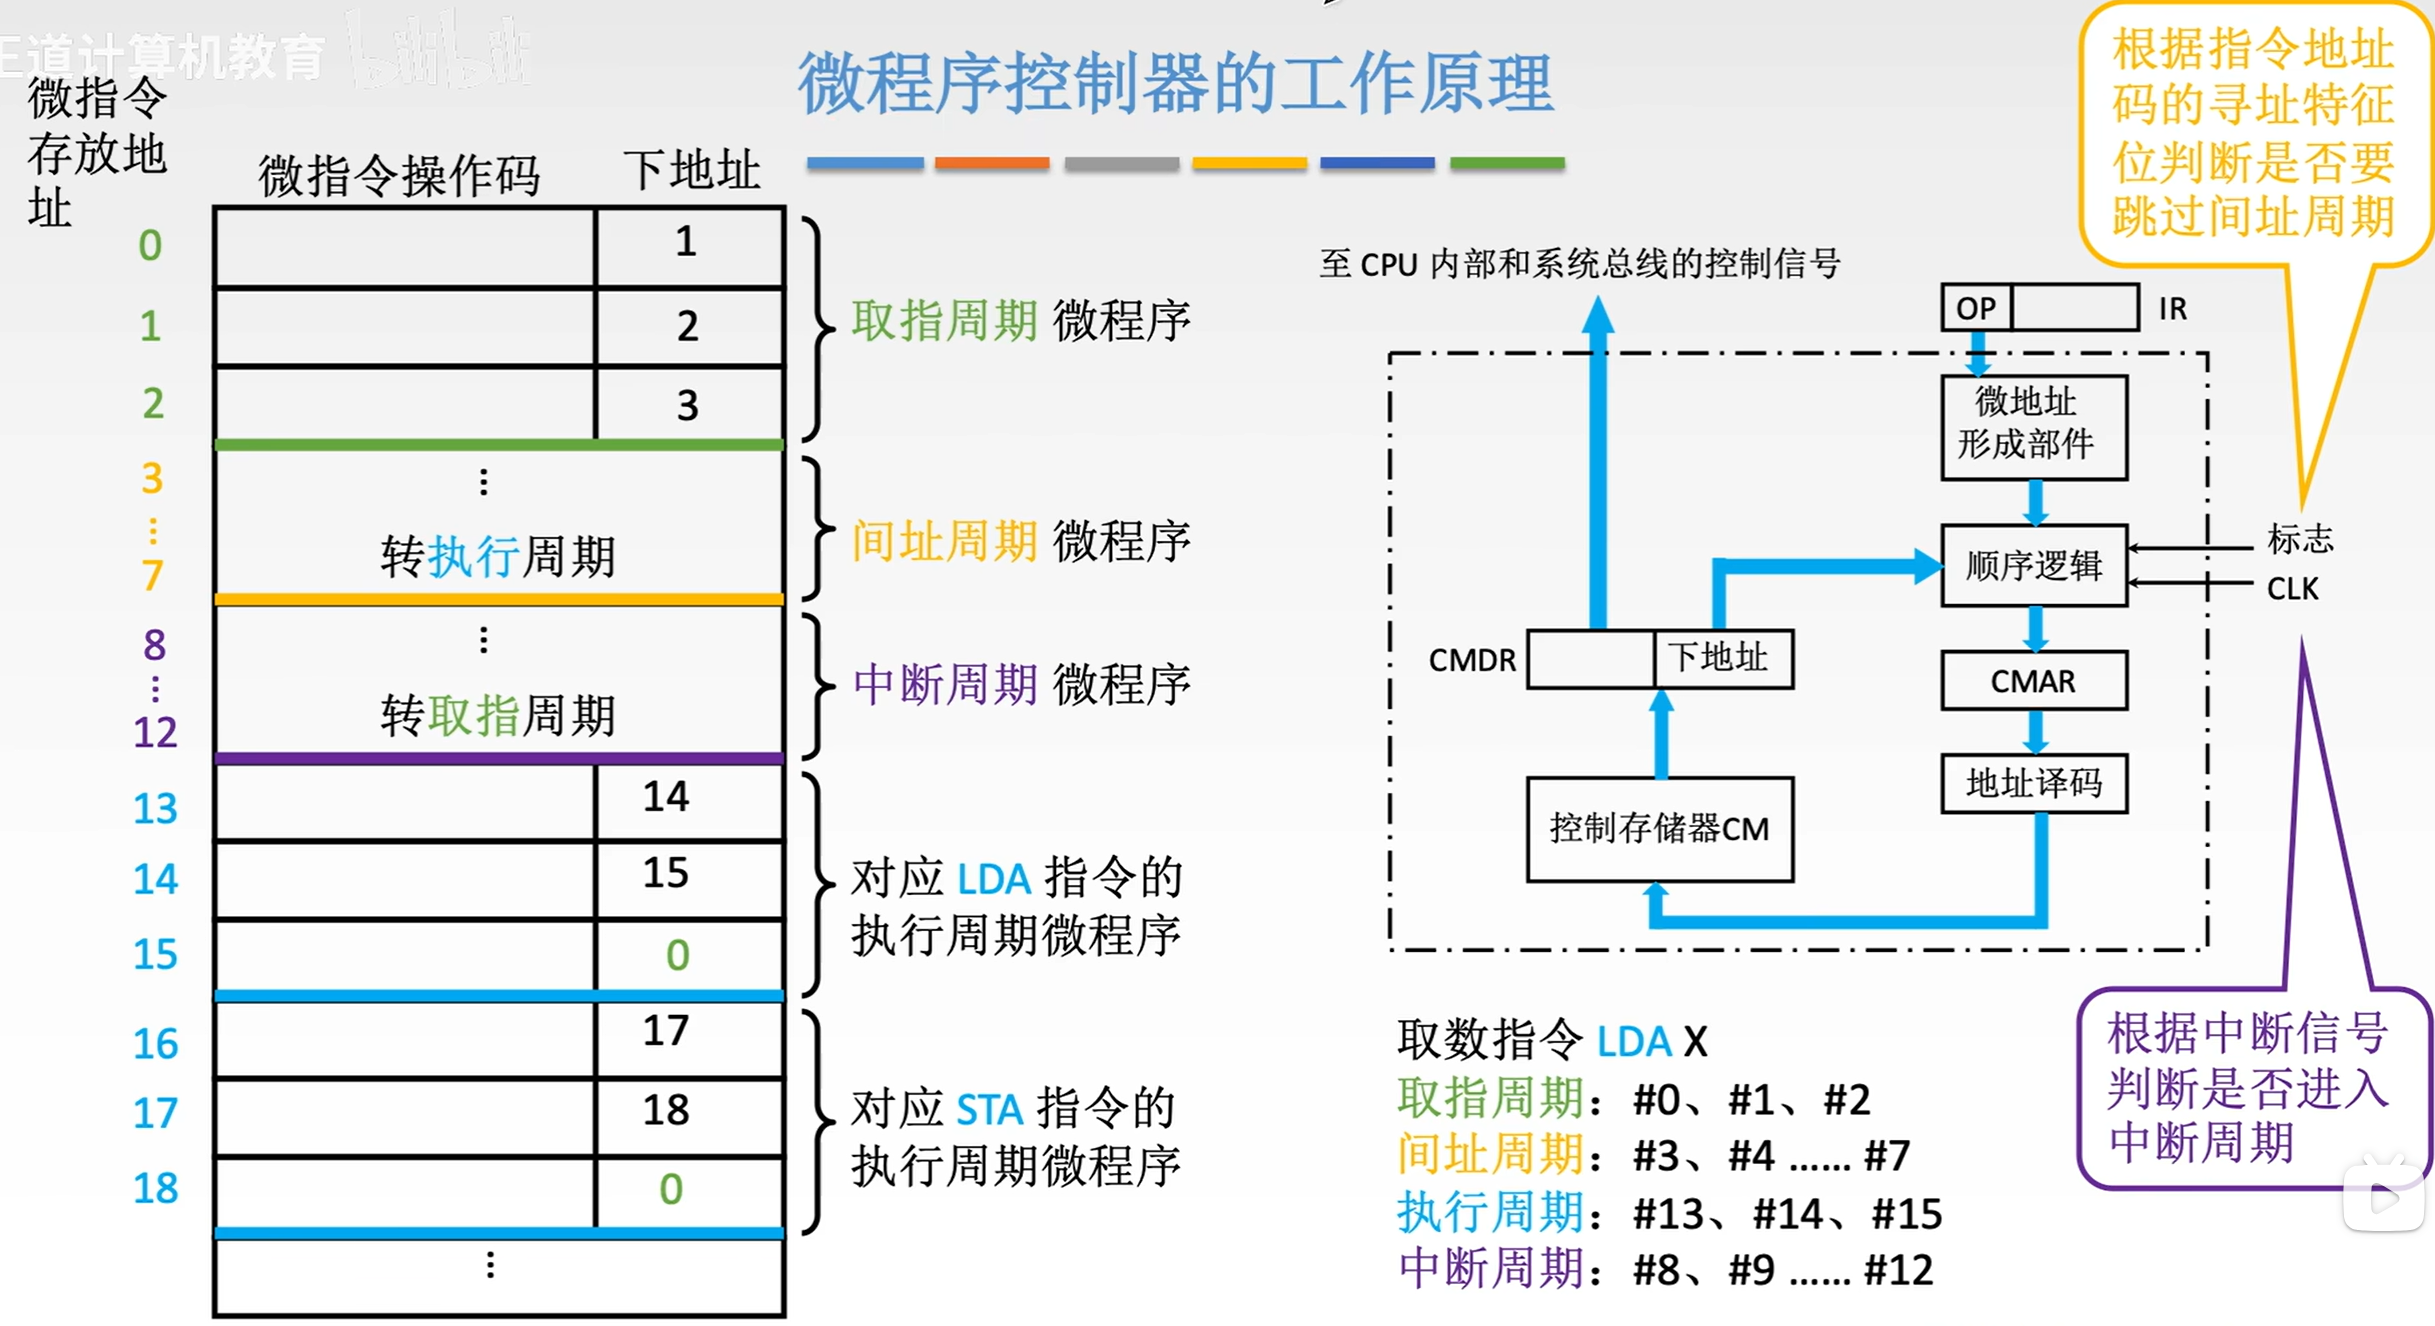 正道计算机教育 bilibili
微程序控制器的工作原理
微指令
存放地
址
微指令操作码 下地址
0 1
1 2
2 3
取指周期 微程序
3
⋮ ⋮
7 转执行周期
间址周期 微程序
8
⋮ ⋮
12 转取指周期
中断周期 微程序
13 14
14 15
15 0
对应 LDA 指令的
执行周期微程序
16 17
17 18
18 0
对应 STA 指令的
执行周期微程序
⋮
至 CPU 内部和系统总线的控制信号
OP IR
微地址
形成部件
顺序逻辑
标志
CLK
CMDR 下地址
CMAR
地址译码
控制存储器CM
取数指令 LDA X
取指周期：#0、#1、#2
间址周期：#3、#4 …… #7
执行周期：#13、#14、#15
中断周期：#8、#9 …… #12
根据指令地址
码的寻址特征
位判断是否要
跳过间址周期
根据中断信号
判断是否进入
中断周期